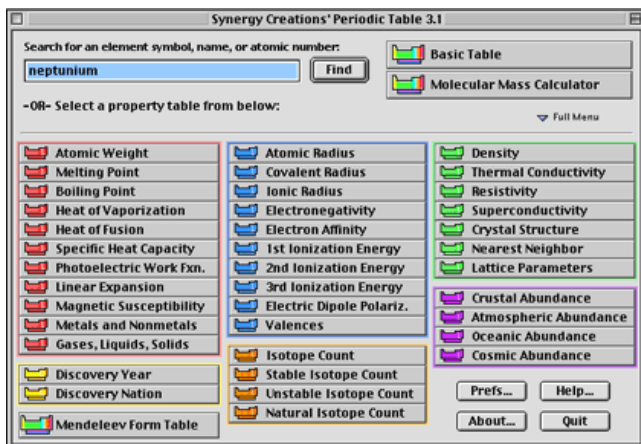 Synergy Creations' Periodic Table 3.1
Search for an element symbol, name, or atomic number:
neptunium
Find
Basic Table
Molecular Mass Calculator
-OR- Select a property table from below:
Full Menu
Atomic Weight
Melting Point
Boiling Point
Heat of Vaporization
Heat of Fusion
Specific Heat Capacity
Photoelectric Work Fxn.
Linear Expansion
Magnetic Susceptibility
Metals and Nonmetals
Gases, Liquids, Solids
Discovery Year
Discovery Nation
Mendeleev Form Table
Atomic Radius
Covalent Radius
Ionic Radius
Electronegativity
Electron Affinity
1st Ionization Energy
2nd Ionization Energy
3rd Ionization Energy
Electric Dipole Polariz.
Valences
Isotope Count
Stable Isotope Count
Unstable Isotope Count
Natural Isotope Count
Density
Thermal Conductivity
Resistivity
Superconductivity
Crystal Structure
Nearest Neighbor
Lattice Parameters
Crustal Abundance
Atmospheric Abundance
Oceanic Abundance
Cosmic Abundance
Prefs...
Help...
About...
Quit